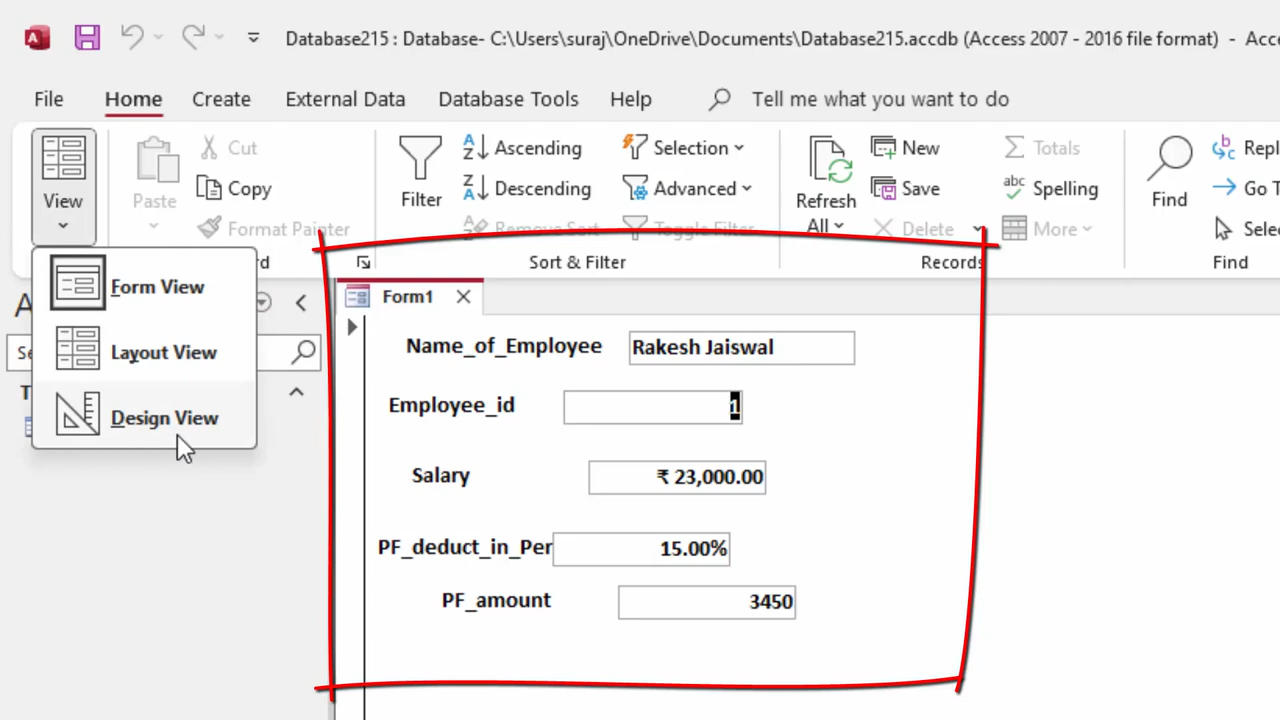 Database215 : Database- C:\Users\suraj\OneDrive\Documents\Database215.accdb (Access 2007 - 2016 file format) -
File Home Create External Data Database Tools Help Tell me what you want to do
View
Paste
Cut
Copy
Format Painter
Filter
Ascending
Descending
Remove Sort
Selection
Advanced
Toggle Filter
Refresh
All
New
Save
Delete
Totals
Spelling
More
Find
Go
Sort & Filter
Records
Find
Form View
Layout View
Design View
Form1
Name_of_Employee Rakesh Jaiswal
Employee_id 1
Salary ₹ 23,000.00
PF_deduct_in_Per 15.00%
PF_amount 3450